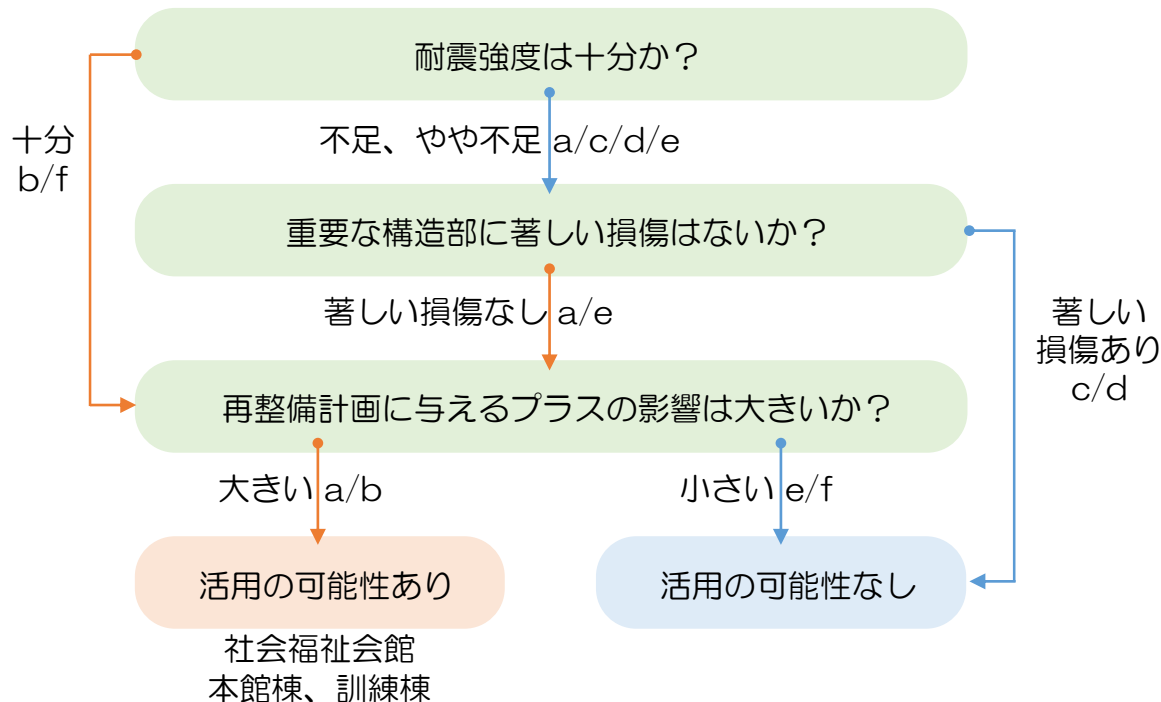 耐震強度は十分か？
十分
b/f
不足、やや不足 a/c/d/e
重要な構造部に著しい損傷はないか？
著しい損傷なし a/e
著しい
損傷あり
c/d
再整備計画に与えるプラスの影響は大きいか？
大きい a/b
小さい e/f
活用の可能性あり
活用の可能性なし
社会福祉会館
本館棟、訓練棟